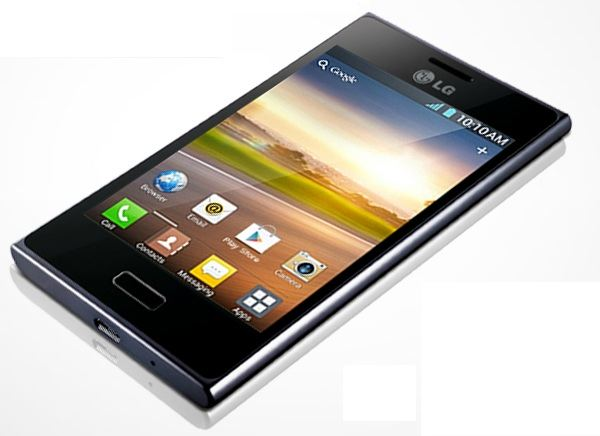 LG
10:10AM
Google
Browser
Email
Play Store
Camera
Call
Contacts
Messaging
Apps